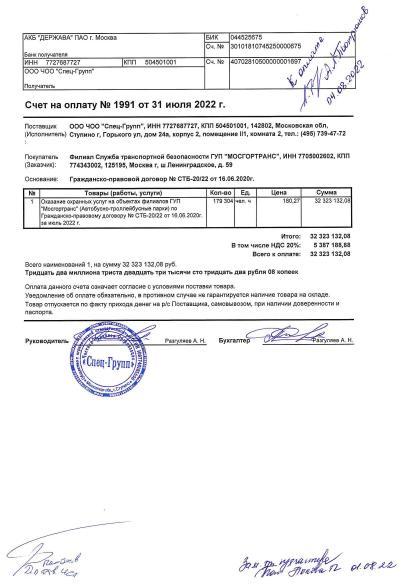 АКБ "ДЕРЖАВА" ПАО г. Москва
БИК 044525675
Сч. № 30101810745250000675
Банк получателя
ИНН 7727687727 КПП 504501001
Сч. № 40702810500000001697
ООО ЧОО "Спец-Групп"
Получатель
К оплате
04.08.2022
Счет на оплату № 1991 от 31 июля 2022 г.
Поставщик ООО ЧОО "Спец-Групп", ИНН 7727687727, КПП 504501001, 142802, Московская обл,
(Исполнитель) Ступино г, Горького ул, дом 24а, корпус 2, помещение II1, комната 2, тел.: (495) 739-47-72
:
Покупатель Филиал Служба транспортной безопасности ГУП "МОСГОРТРАНС", ИНН 7705002602, КПП
(Заказчик): 774343002, 125195, Москва г, ш Ленинградское, д. 59
Основание: Гражданско-правовой договор № СТБ-20/22 от 16.06.2020г.
№ Товары (работы, услуги) Кол-во Ед. Цена Сумма
1 Оказание охранных услуг на объектах филиалов ГУП 179 304 чел. ч 180,27 32 323 132,08
"Мосгортранс" (Автобусно-троллейбусные парки) по
Гражданско-правовому договору № СТБ-20/22 от 16.06.2020г.
за июль 2022 г.
Итого: 32 323 132,08
В том числе НДС 20%: 5 387 188,68
Всего к оплате: 32 323 132,08
Всего наименований 1, на сумму 32 323 132,08 руб.
Тридцать два миллиона триста двадцать три тысячи сто тридцать два рубля 08 копеек
Оплата данного счета означает согласие с условиями поставки товара.
Уведомление об оплате обязательно, в противном случае не гарантируется наличие товара на складе.
Товар отпускается по факту прихода денег на р/с Поставщика, самовывозом, при наличии доверенности и
паспорта.
Руководитель Разгуляев А. Н. Бухгалтер Разгуляев А. Н.
"Спец-Групп"
01.08.22